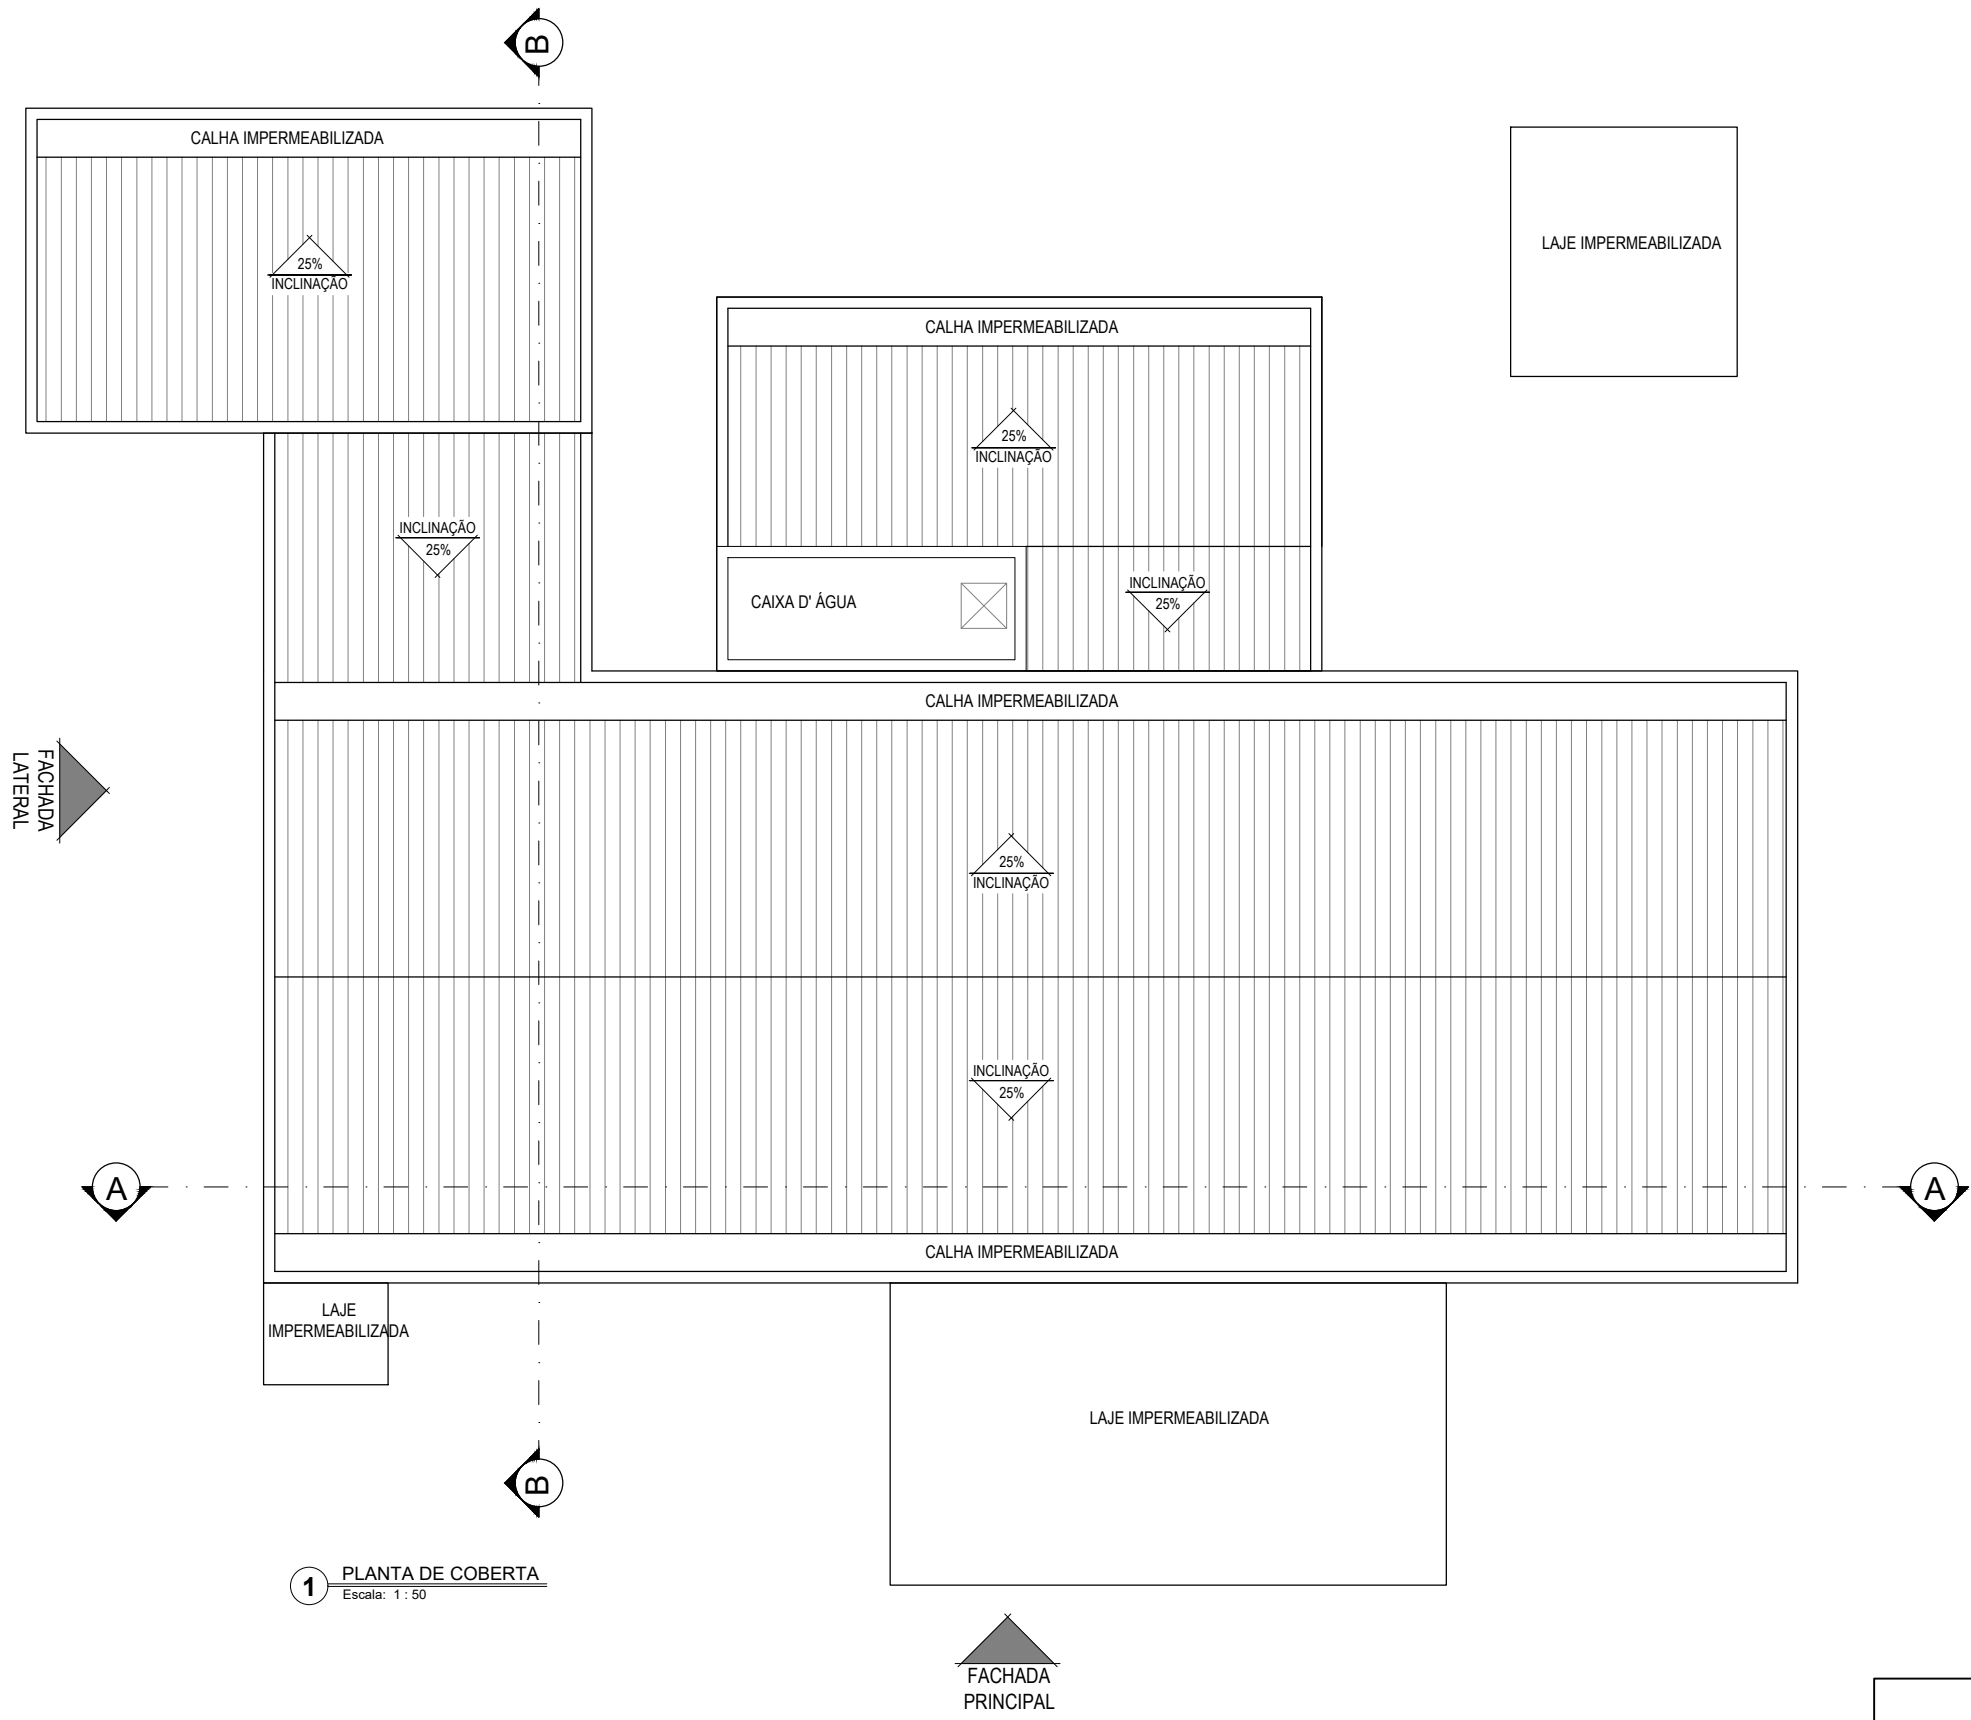 B
CALHA IMPERMEABILIZADA
LAJE IMPERMEABILIZADA
25%
INCLINAÇÃO
CALHA IMPERMEABILIZADA
25%
INCLINAÇÃO
INCLINAÇÃO
25%
CAIXA D' ÁGUA
INCLINAÇÃO
25%
CALHA IMPERMEABILIZADA
FACHADA
LATERAL
25%
INCLINAÇÃO
INCLINAÇÃO
25%
A
A
CALHA IMPERMEABILIZADA
LAJE
IMPERMEABILIZADA
LAJE IMPERMEABILIZADA
B
1
PLANTA DE COBERTA
Escala: 1 : 50
FACHADA
PRINCIPAL